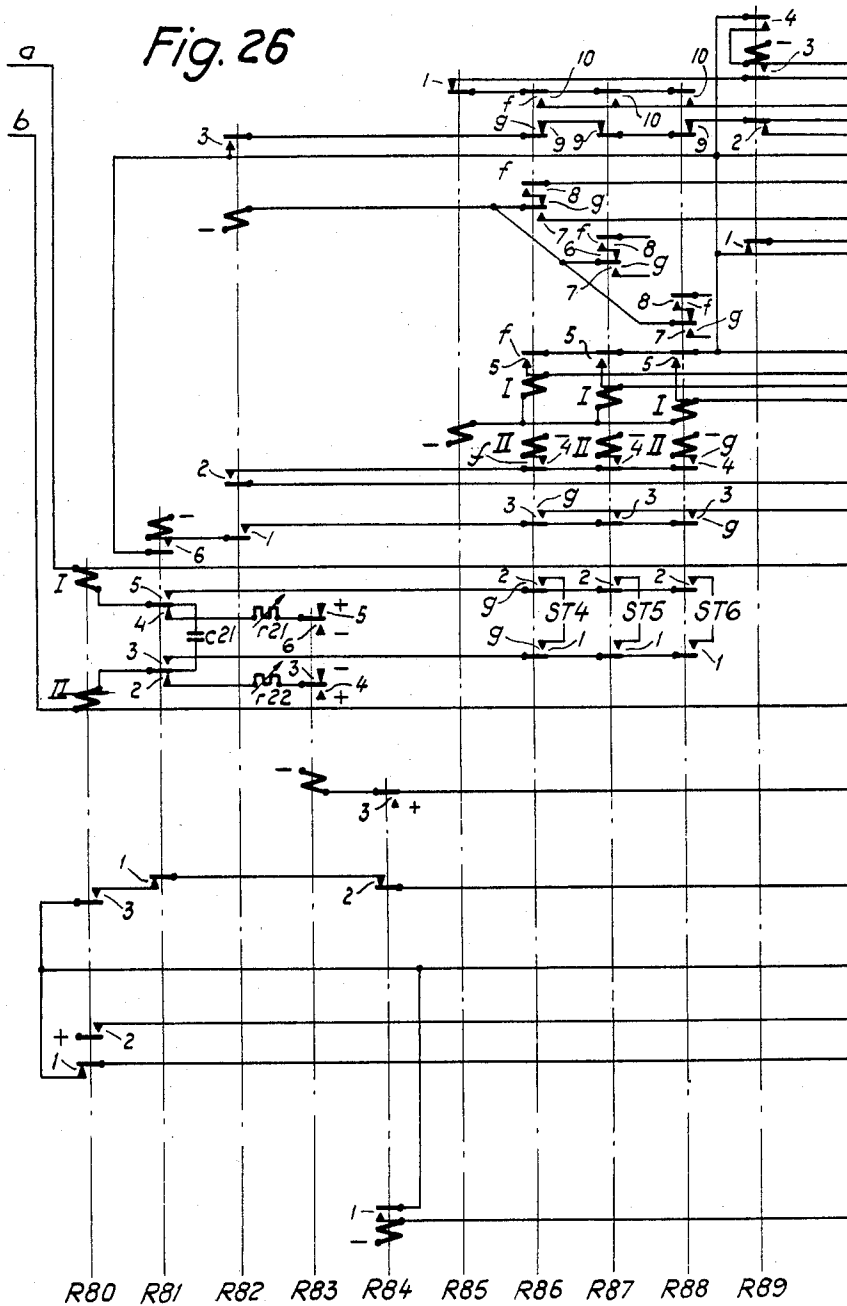 Fig. 26
a
b
4
- 3
1 10 10
f 10
3 g 9 9 9 2
f 8 g
- 7 f 8 1
6 g
7 8 f
7 g
f 5
5 5
I I I
- II - II - II - g
f 4 4 4
2
- 3 g 3 3
6 1 g
I 5 2 2 2
4 r21 + 5 g ST4 ST5 ST6
c21 6 - g
3 - 1 1 1
II 2 r22 3 + 4
-
3 +
1
3 2
+ 2
1
1
-
R80 R81 R82 R83 R84 R85 R86 R87 R88 R89